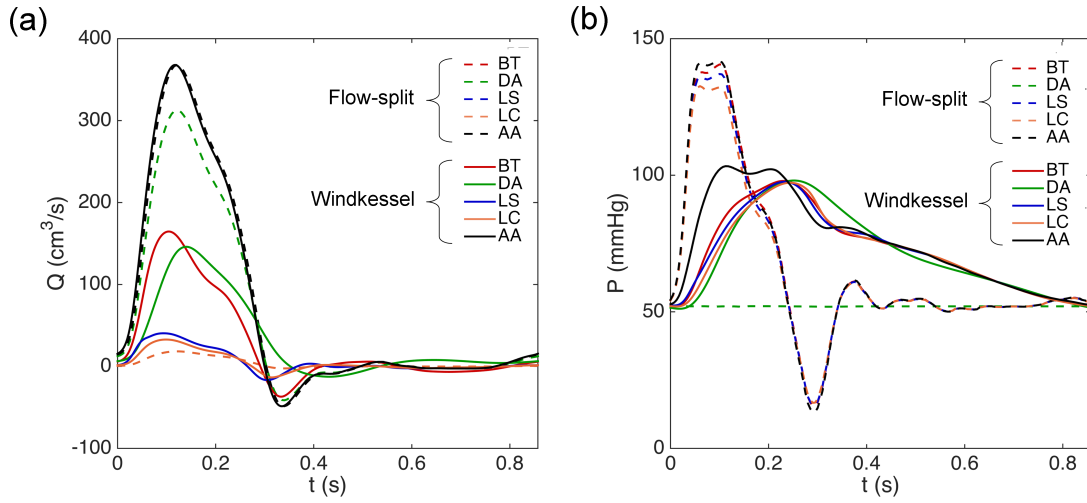 (a)
400
300
200
100
0
-100
Q (cm³/s)
0
0.2
0.4
0.6
0.8
t (s)
Flow-split
BT
DA
LS
LC
AA
Windkessel
BT
DA
LS
LC
AA
(b)
150
100
50
0
P (mmHg)
0
0.2
0.4
0.6
0.8
t (s)
Flow-split
BT
DA
LS
LC
AA
Windkessel
BT
DA
LS
LC
AA